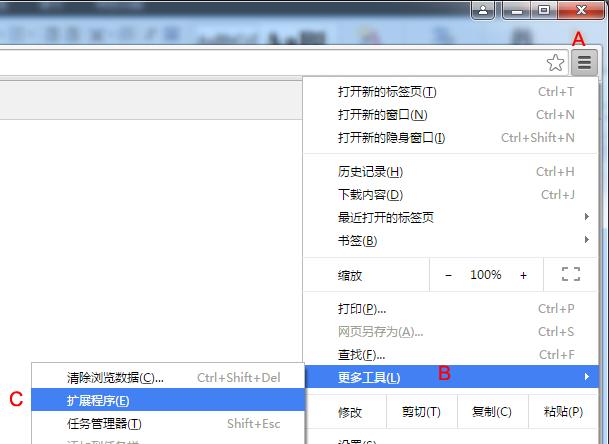 A
打开新的标签页(T) Ctrl+T
打开新的窗口(N) Ctrl+N
打开新的隐身窗口(I) Ctrl+Shift+N
历史记录(H) Ctrl+H
下载内容(D) Ctrl+J
最近打开的标签页
书签(B)
缩放 − 100% +
打印(P)... Ctrl+P
网页另存为(A)... Ctrl+S
查找(F)... Ctrl+F
更多工具(L) B
清除浏览数据(C)... Ctrl+Shift+Del
C 扩展程序(E)
任务管理器(T) Shift+Esc
修改 剪切(T) 复制(C) 粘贴(P)